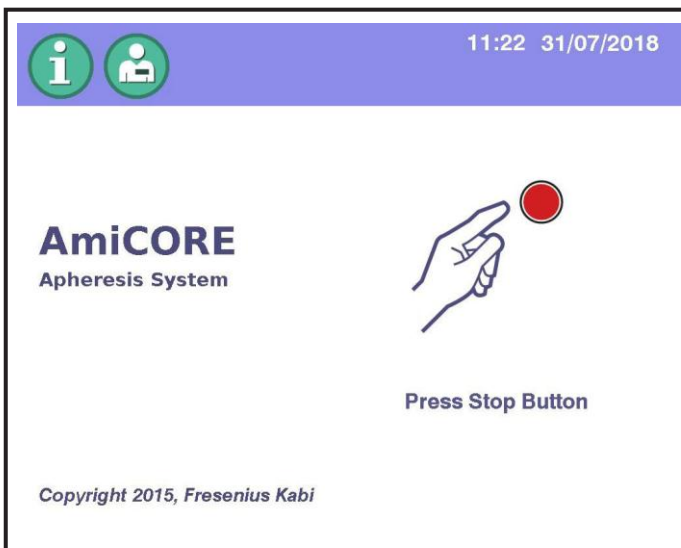 11:22 31/07/2018
AmiCORE
Apheresis System
Press Stop Button
Copyright 2015, Fresenius Kabi